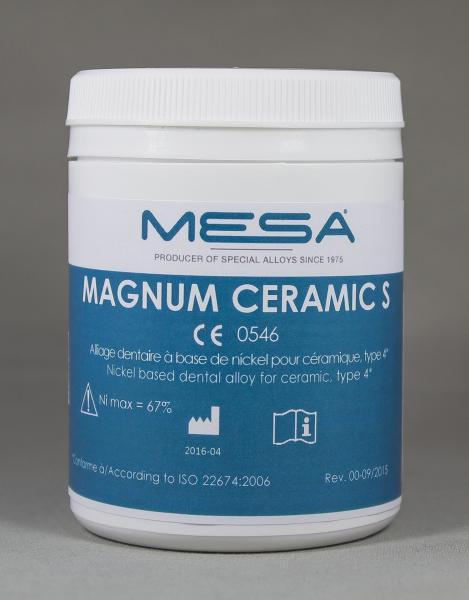 MESA®
PRODUCER OF SPECIAL ALLOYS SINCE 1975
MAGNUM CERAMIC S
CE 0546
Alliage dentaire à base de nickel pour céramique, type 4*
Nickel based dental alloy for ceramic, type 4*
! Ni max = 67%
i
2016-04
*Conforme à/According to ISO 22674:2006
Rev. 00-09/2015